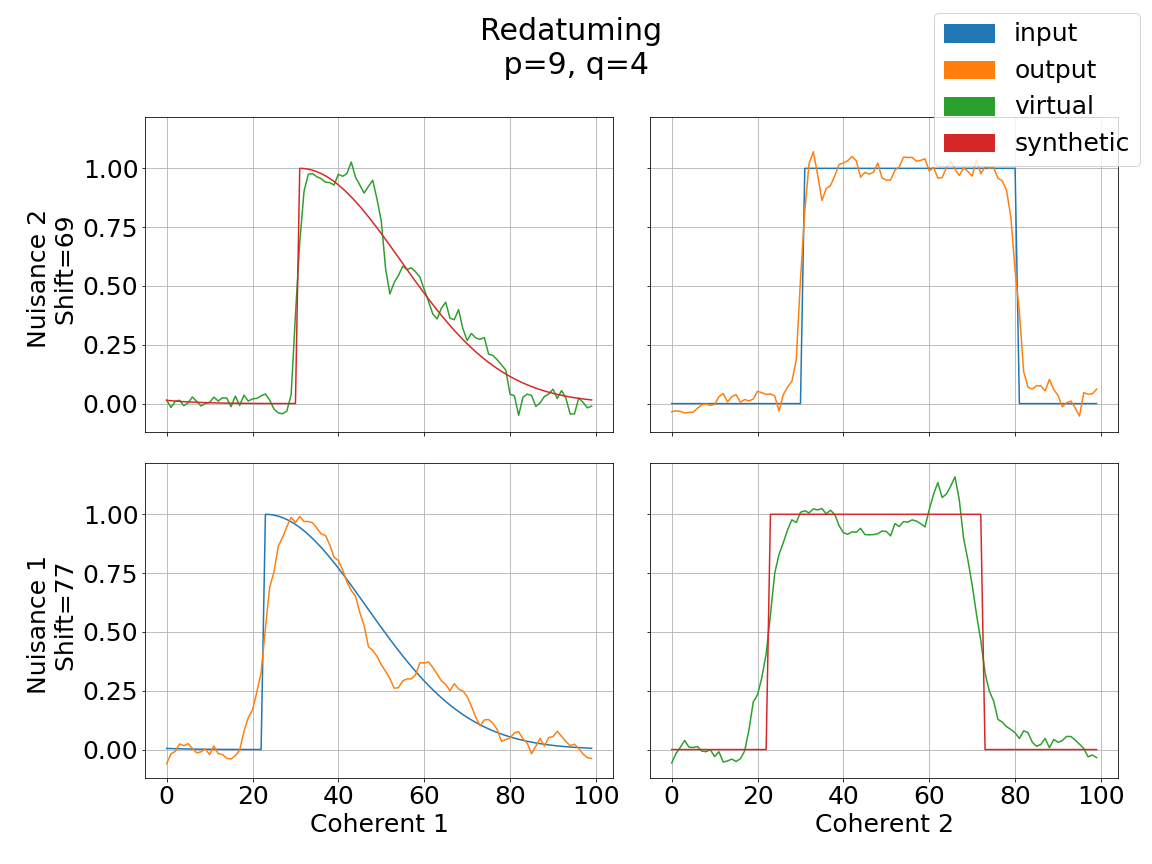 Redatuming
p=9, q=4
input
output
virtual
synthetic
Nuisance 2
Shift=69
1.00
0.75
0.50
0.25
0.00
Nuisance 1
Shift=77
1.00
0.75
0.50
0.25
0.00
0 20 40 60 80 100
0 20 40 60 80 100
Coherent 1
Coherent 2